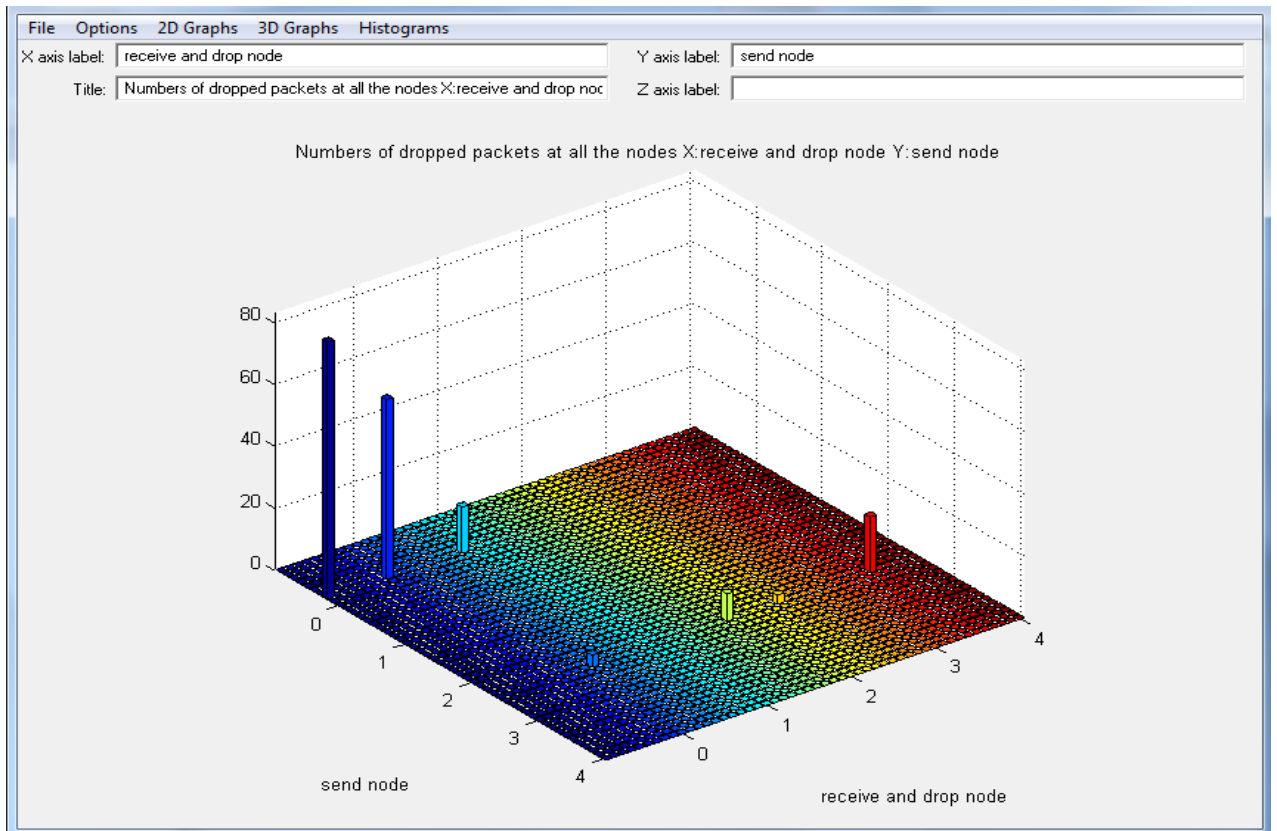 File Options 2D Graphs 3D Graphs Histograms
X axis label: receive and drop node Y axis label: send node
Title: Numbers of dropped packets at all the nodes X:receive and drop noc Z axis label:
Numbers of dropped packets at all the nodes X:receive and drop node Y:send node
80
60
40
20
0
0
1
2
3
4
0
1
2
3
4
send node
receive and drop node